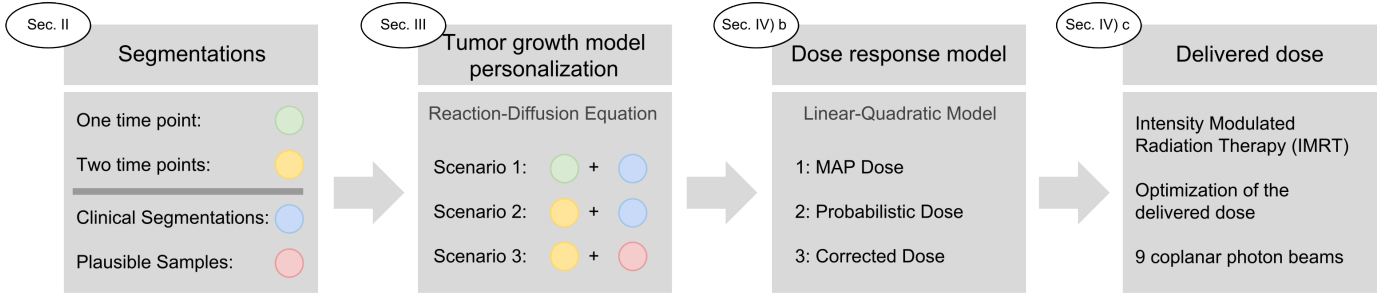 Sec. II
Segmentations
One time point:
Two time points:
Clinical Segmentations:
Plausible Samples:
Sec. III
Tumor growth model
personalization
Reaction-Diffusion Equation
Scenario 1: +
Scenario 2: +
Scenario 3: +
Sec. IV) b
Dose response model
Linear-Quadratic Model
1: MAP Dose
2: Probabilistic Dose
3: Corrected Dose
Sec. IV) c
Delivered dose
Intensity Modulated
Radiation Therapy (IMRT)
Optimization of the
delivered dose
9 coplanar photon beams